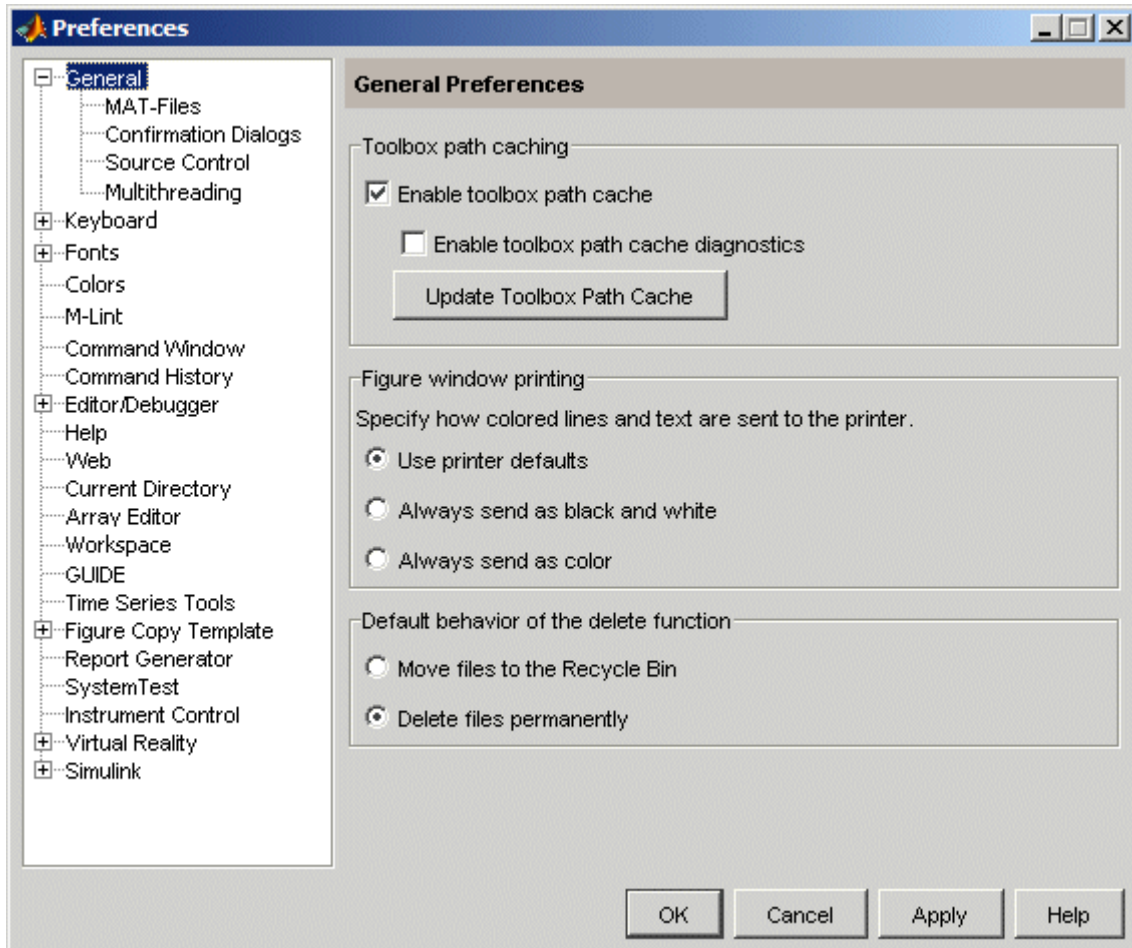 Preferences
General
MAT-Files
Confirmation Dialogs
Source Control
Multithreading
Keyboard
Fonts
Colors
M-Lint
Command Window
Command History
Editor/Debugger
Help
Web
Current Directory
Array Editor
Workspace
GUIDE
Time Series Tools
Figure Copy Template
Report Generator
SystemTest
Instrument Control
Virtual Reality
Simulink
General Preferences
Toolbox path caching
Enable toolbox path cache
Enable toolbox path cache diagnostics
Update Toolbox Path Cache
Figure window printing
Specify how colored lines and text are sent to the printer.
Use printer defaults
Always send as black and white
Always send as color
Default behavior of the delete function
Move files to the Recycle Bin
Delete files permanently
OK Cancel Apply Help